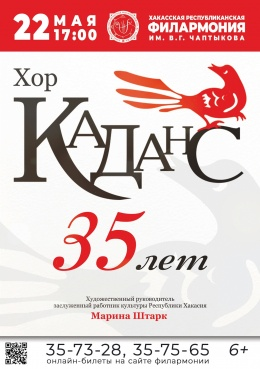 22 МАЯ
17:00
ХАКАССКАЯ РЕСПУБЛИКАНСКАЯ
ФИЛАРМОНИЯ
ИМ. В.Г. ЧАПТЫКОВА
Хор
КАДАНС
35 лет
Художественный руководитель
заслуженный работник культуры Республики Хакасия
Марина Штарк
35-73-28, 35-75-65
онлайн-билеты на сайте филармонии
6+